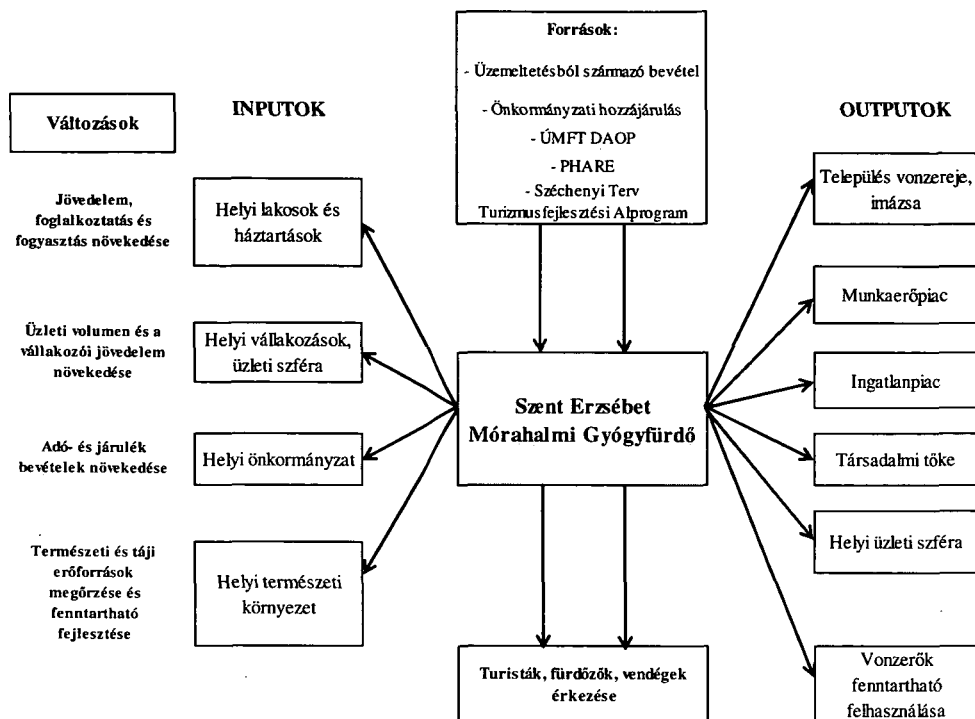 Források:
- Üzemeltetésból származó bevétel
- Önkormányzati hozzájárulás
- ÚMFT DAOP
- PHARE
- Széchenyi Terv
Turizmusfejlesztési Alprogram
Változások
INPUTOK
OUTPUTOK
Jövedelem,
foglalkoztatás és
fogyasztás növekedése
Helyi lakosok és
háztartások
Település vonzereje,
imázsa
Munkaerőpiac
Üzleti volumen és a
vállakozói jövedelem
növekedése
Helyi vállakozások,
üzleti szféra
Szent Erzsébet
Mórahalmi Gyógyfürdő
Ingatlanpiac
Adó- és járulék
bevételek növekedése
Helyi önkormányzat
Társadalmi tőke
Helyi üzleti szféra
Természeti és táji
erőforrások
megőrzése és
fenntartható
fejlesztése
Helyi természeti
környezet
Turisták, fürdőzők, vendégek
érkezése
Vonzerők
fenntartható
felhasználása